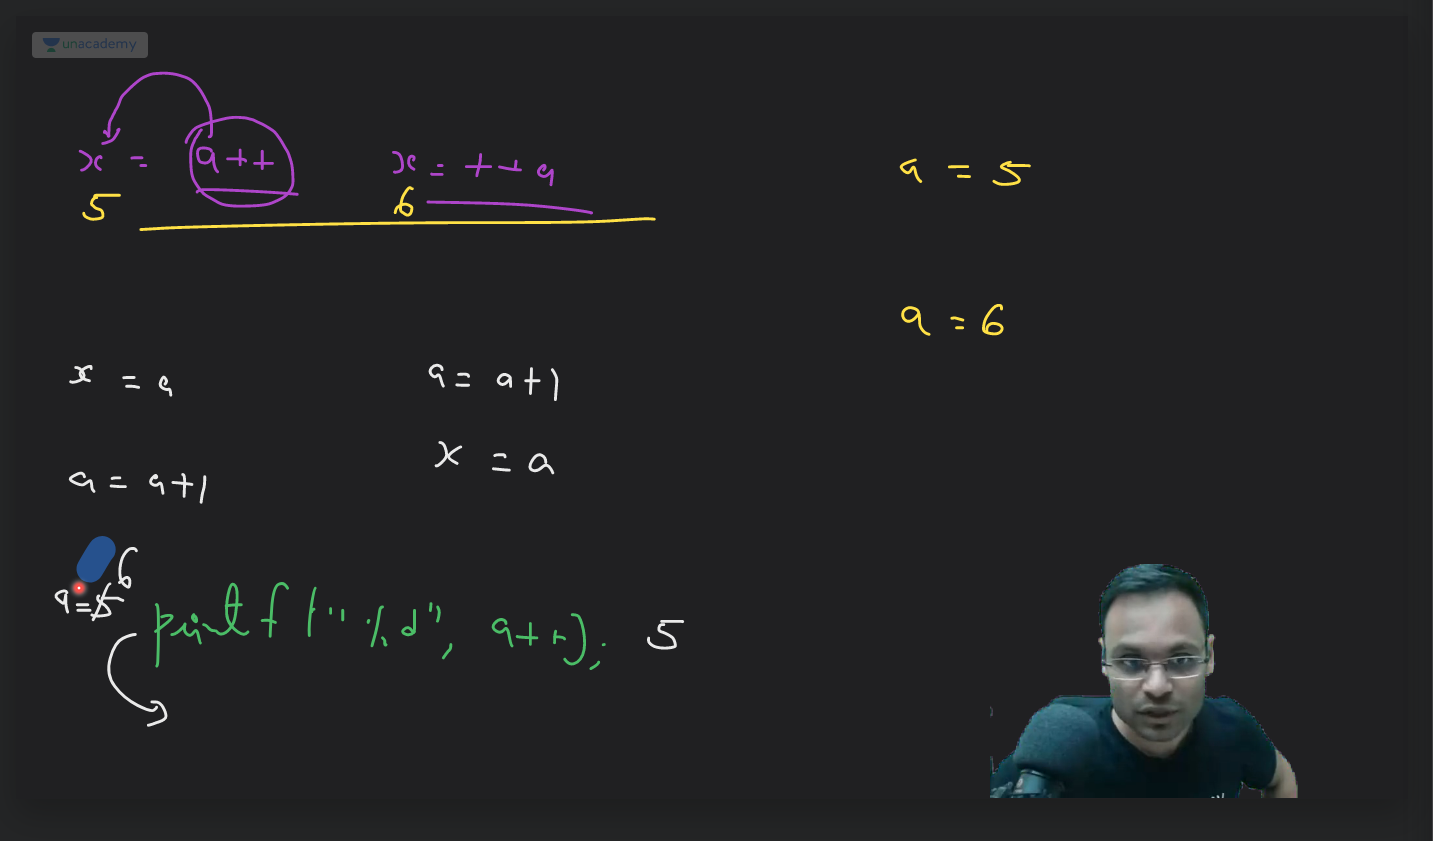 unacademy
x = a++
x = ++a
a = 5
5
6
a = 6
x = a
a = a+1
a = a+1
x = a
6
a=5
printf("%d", a++); 5